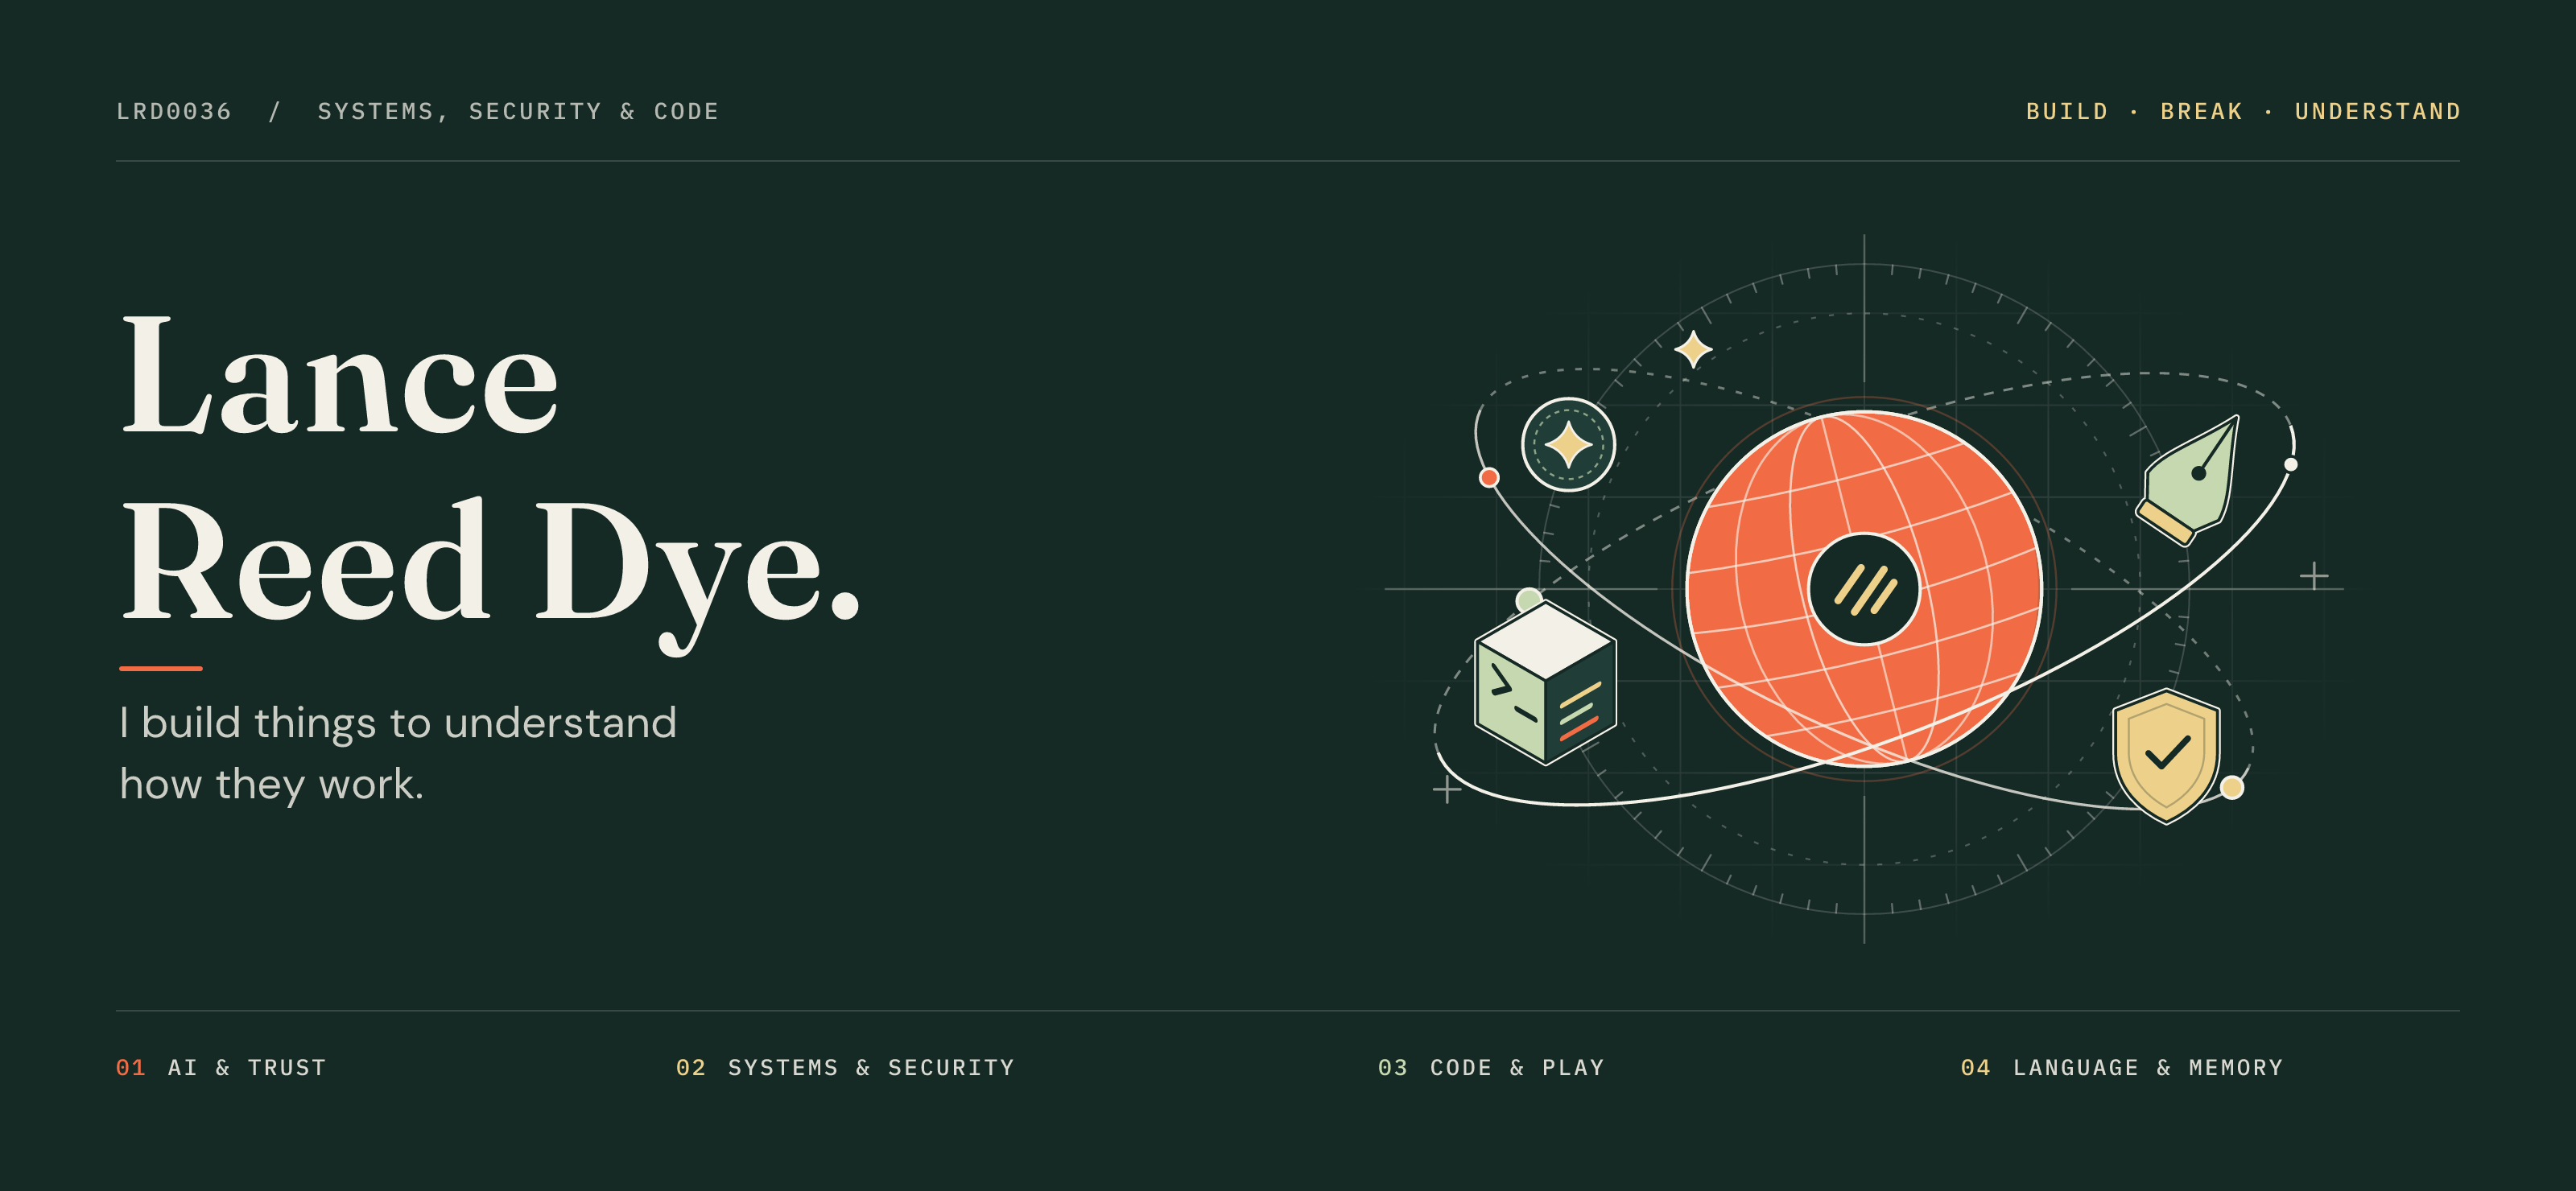 LRD0036 / SYSTEMS, SECURITY & CODE
BUILD · BREAK · UNDERSTAND
Lance
Reed Dye.
I build things to understand
how they work.
01 AI & TRUST
02 SYSTEMS & SECURITY
03 CODE & PLAY
04 LANGUAGE & MEMORY